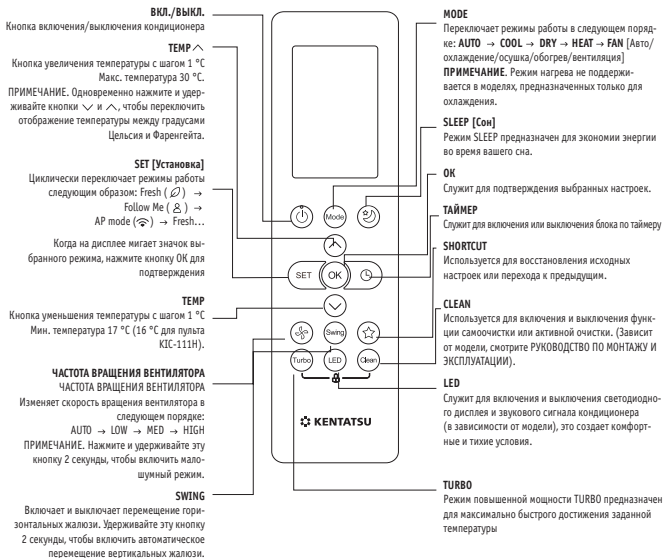 ВКЛ./ВЫКЛ.
Кнопка включения/выключения кондиционера
TEMP
Кнопка увеличения температуры с шагом 1 °C
Макс. температура 30 °C.
ПРИМЕЧАНИЕ. Одновременно нажмите и удер-
живайте кнопки и , чтобы переключить
отображение температуры между градусами
Цельсия и Фаренгейта.
SET [Установка]
Циклически переключает режимы работы
следующим образом: Fresh ( ) →
Follow Me ( ) →
AP mode ( ) → Fresh...
Когда на дисплее мигает значок вы-
бранного режима, нажмите кнопку ОК для
подтверждения
TEMP
Кнопка уменьшения температуры с шагом 1 °C
Мин. температура 17 °C (16 °C для пульта
KIC-111H).
ЧАСТОТА ВРАЩЕНИЯ ВЕНТИЛЯТОРА
ЧАСТОТА ВРАЩЕНИЯ ВЕНТИЛЯТОРА
Изменяет скорость вращения вентилятора в
следующем порядке:
AUTO → LOW → MED → HIGH
ПРИМЕЧАНИЕ. Нажмите и удерживайте эту
кнопку 2 секунды, чтобы включить мало-
шумный режим.
SWING
Включает и выключает перемещение гори-
зонтальных жалюзи. Удерживайте эту кнопку
2 секунды, чтобы включить автоматическое
перемещение вертикальных жалюзи.
Mode
SET
OK
Swing
Turbo
LED
Clean
KENTATSU
MODE
Переключает режимы работы в следующем поряд-
ке: AUTO → COOL → DRY → HEAT → FAN [Авто/
охлаждение/осушка/обогрев/вентиляция]
ПРИМЕЧАНИЕ. Режим нагрева не поддержи-
вается в моделях, предназначенных только для
охлаждения.
SLEEP [Сон]
Режим SLEEP предназначен для экономии энергии
во время вашего сна.
OK
Служит для подтверждения выбранных настроек.
ТАЙМЕР
Служит для включения или выключения блока по таймеру
SHORTCUT
Используется для восстановления исходных
настроек или перехода к предыдущим.
CLEAN
Используется для включения и выключения функ-
ции самоочистки или активной очистки. (Зависит
от модели, смотрите РУКОВОДСТВО ПО МОНТАЖУ И
ЭКСПЛУАТАЦИИ).
LED
Служит для включения и выключения светодиодно-
го дисплея и звукового сигнала кондиционера
(в зависимости от модели), это создает комфорт-
ные и тихие условия.
TURBO
Режим повышенной мощности TURBO предназначен
для максимально быстрого достижения заданной
температуры